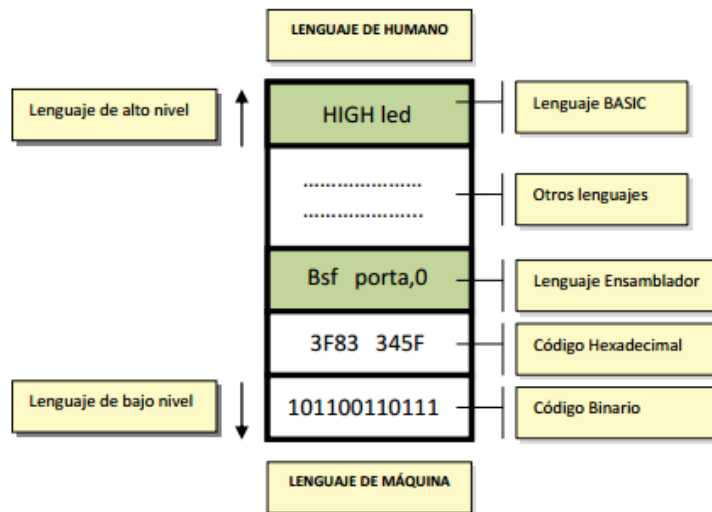 LENGUAJE DE HUMANO
Lenguaje de alto nivel
HIGH led
Lenguaje BASIC
.....................
.....................
Otros lenguajes
Bsf porta,0
Lenguaje Ensamblador
3F83 345F
Código Hexadecimal
Lenguaje de bajo nivel
101100110111
Código Binario
LENGUAJE DE MÁQUINA